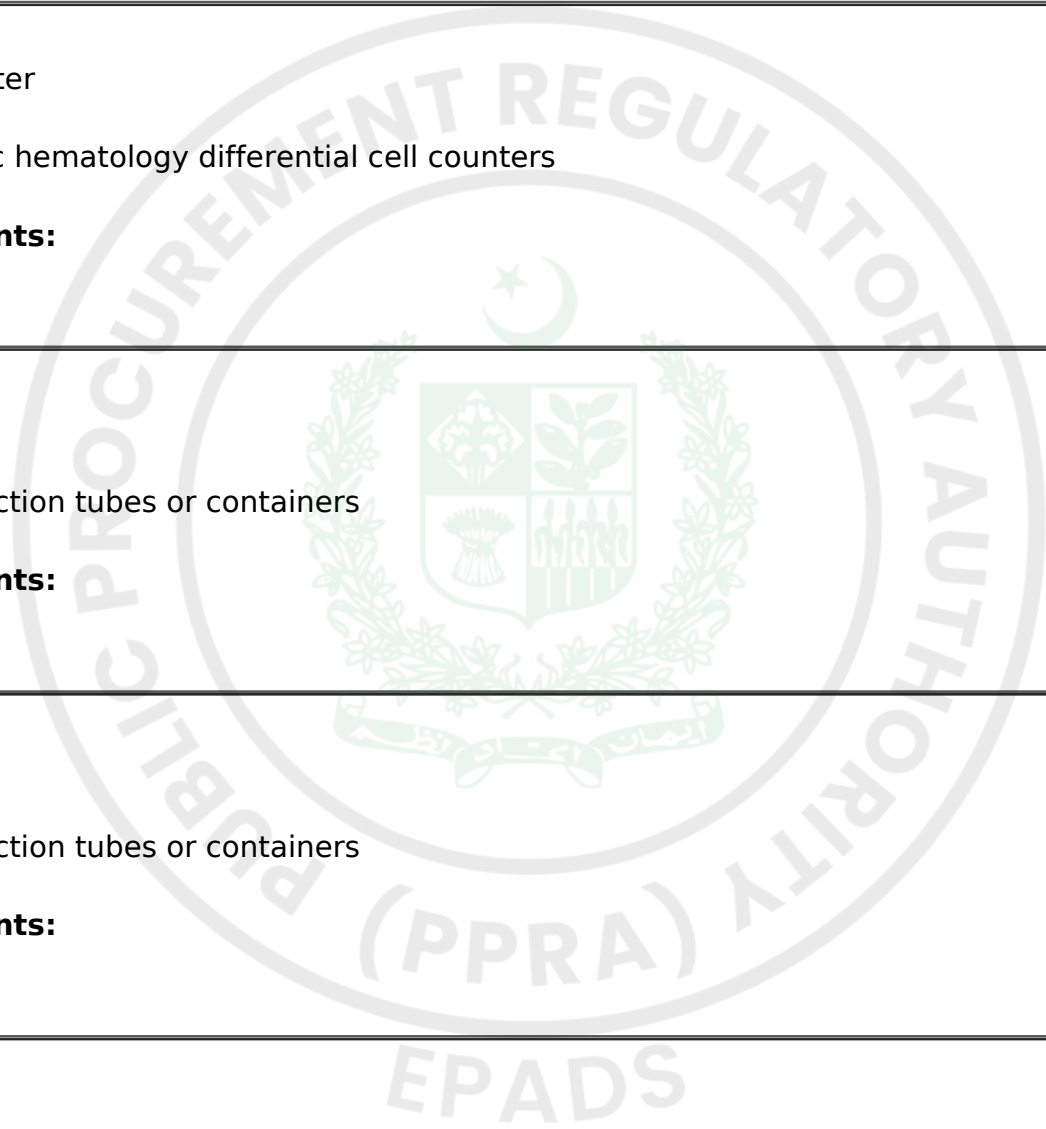 ter
c hematology differential cell counters
nts:
ction tubes or containers
nts:
ction tubes or containers
nts:
PUBLIC PROCUREMENT REGULATORY AUTHORITY
(PPRA)
EPADS